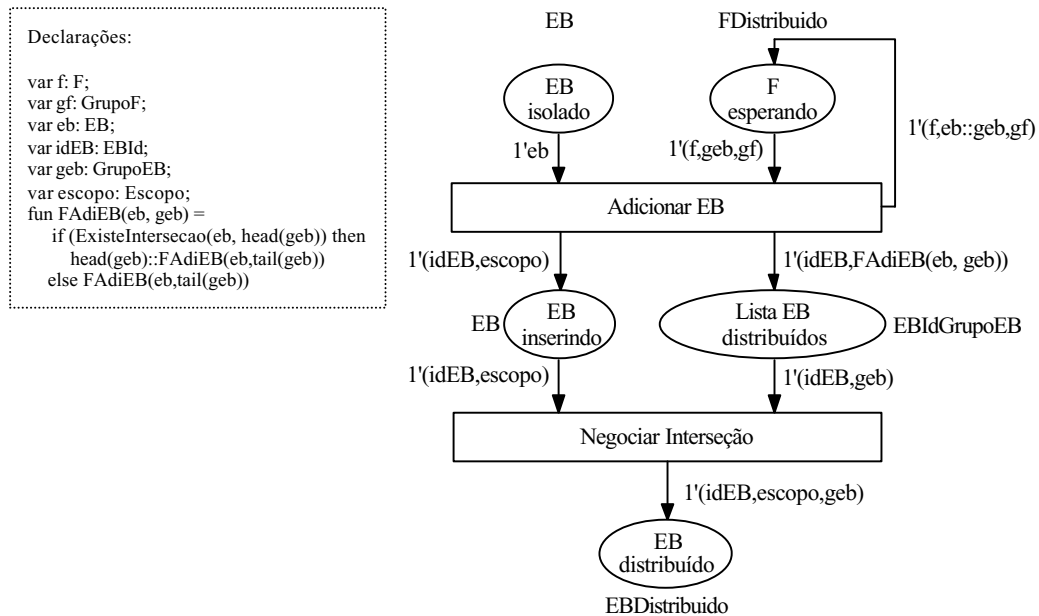 Declarações:
var f: F;
var gf: GrupoF;
var eb: EB;
var idEB: EBId;
var geb: GrupoEB;
var escopo: Escopo;
fun FAdiEB(eb, geb) =
if (ExisteIntersecao(eb, head(geb)) then
head(geb)::FAdiEB(eb,tail(geb))
else FAdiEB(eb,tail(geb))
EB
FDistribuido
EB
isolado
F
esperando
1'(f,eb::geb,gf)
1'eb
1'(f,geb,gf)
Adicionar EB
1'(idEB,escopo)
1'(idEB,FAdiEB(eb, geb))
EB
EB
inserindo
Lista EB
distribuídos
EBIdGrupoEB
1'(idEB,escopo)
1'(idEB,geb)
Negociar Interseção
1'(idEB,escopo,geb)
EB
distribuído
EBDistribuido